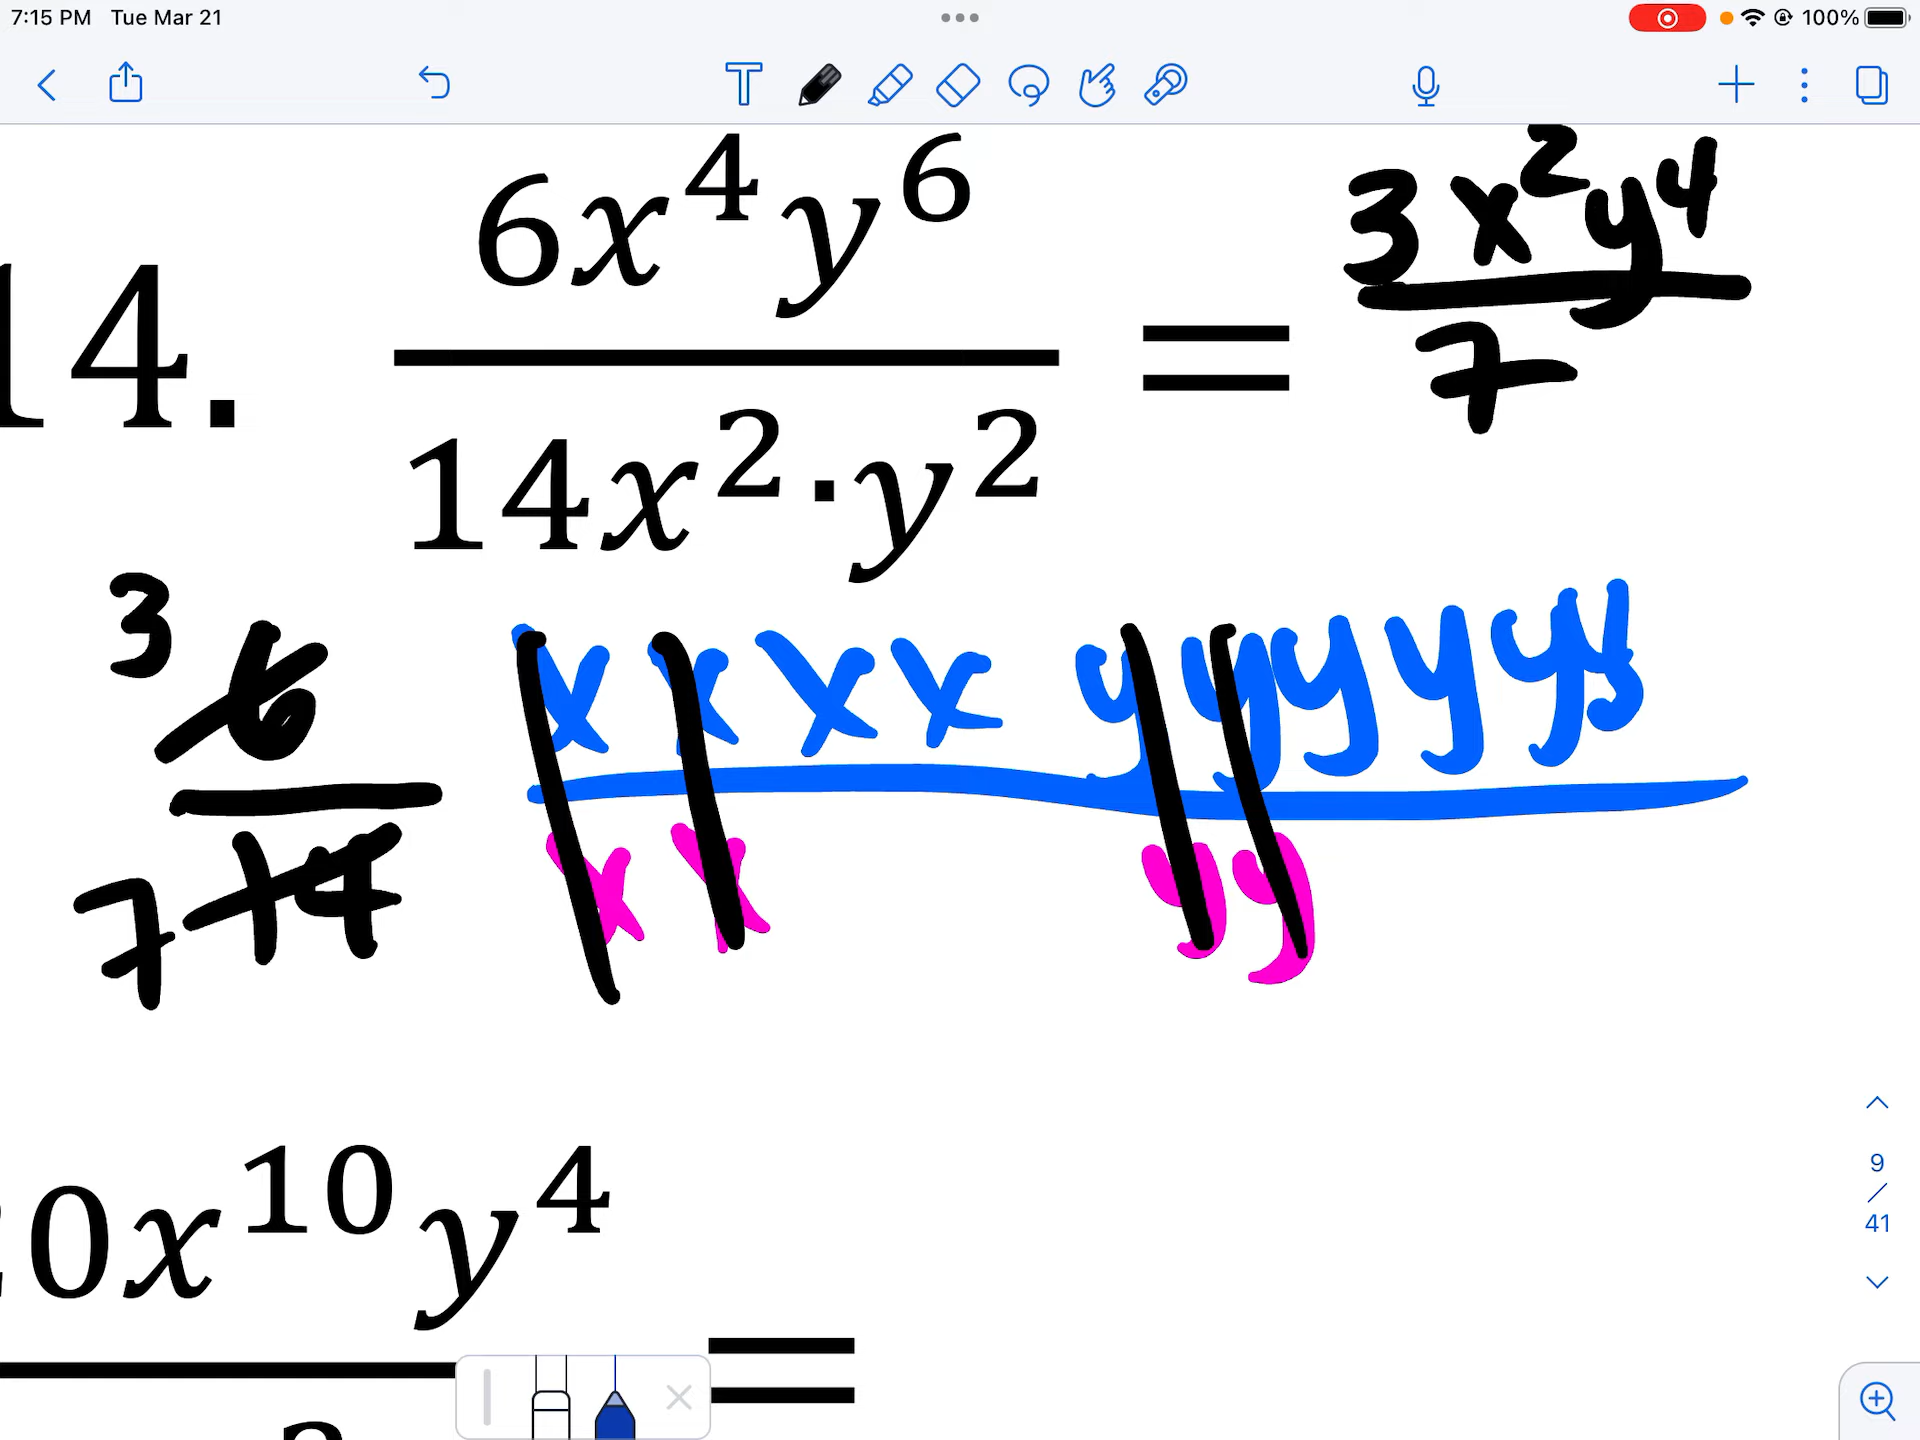 7:15 PM Tue Mar 21 100%
14. 6x⁴y⁶ / 14x²·y² = 3x²y⁴ / 7
3 6 / 7 14 xxxx yyyyyy / xx yy
0x¹⁰y⁴ =
9
/
41